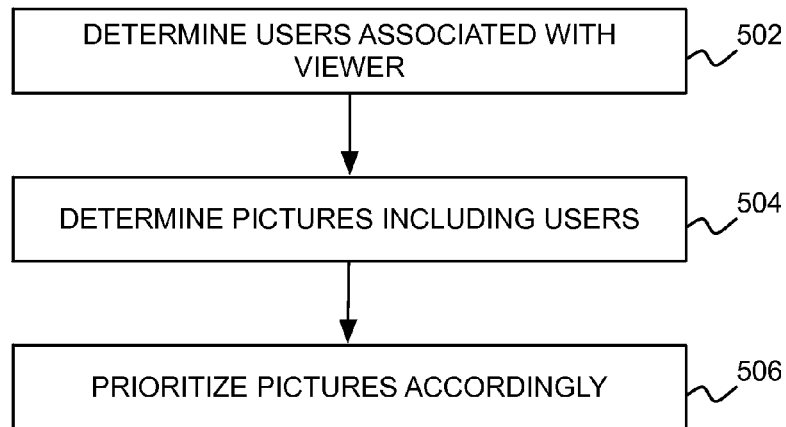 DETERMINE USERS ASSOCIATED WITH
VIEWER
502
DETERMINE PICTURES INCLUDING USERS
504
PRIORITIZE PICTURES ACCORDINGLY
506